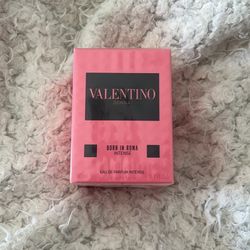 VALENTINO
DONNA
BORN IN ROMA
INTENSE
EAU DE PARFUM INTENSE